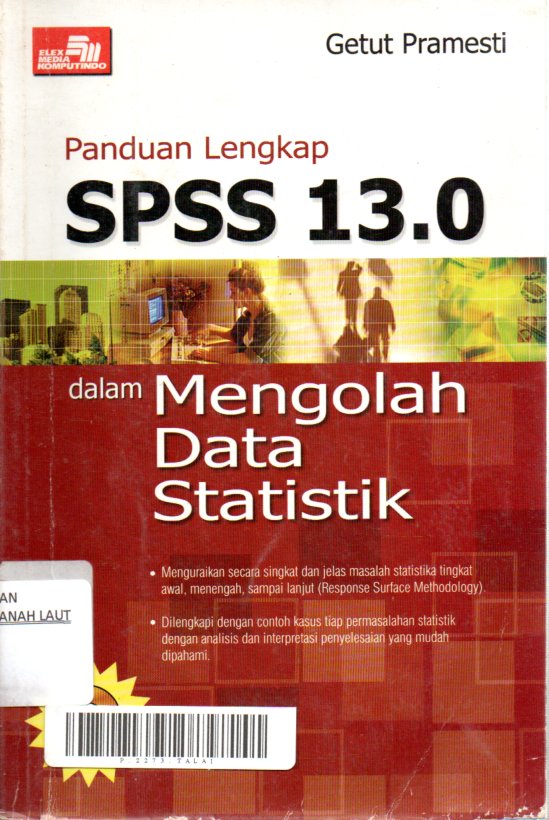 ELEX
MEDIA
KOMPUTINDO
Getut Pramesti
Panduan Lengkap
SPSS 13.0
dalam Mengolah
Data
Statistik
• Menguraikan secara singkat dan jelas masalah statistika tingkat
awal, menengah, sampai lanjut (Response Surface Methodology).
• Dilengkapi dengan contoh kasus tiap permasalahan statistik
dengan analisis dan interpretasi penyelesaian yang mudah
dipahami.
AN
ANAH LAUT
P.2273.TALA]